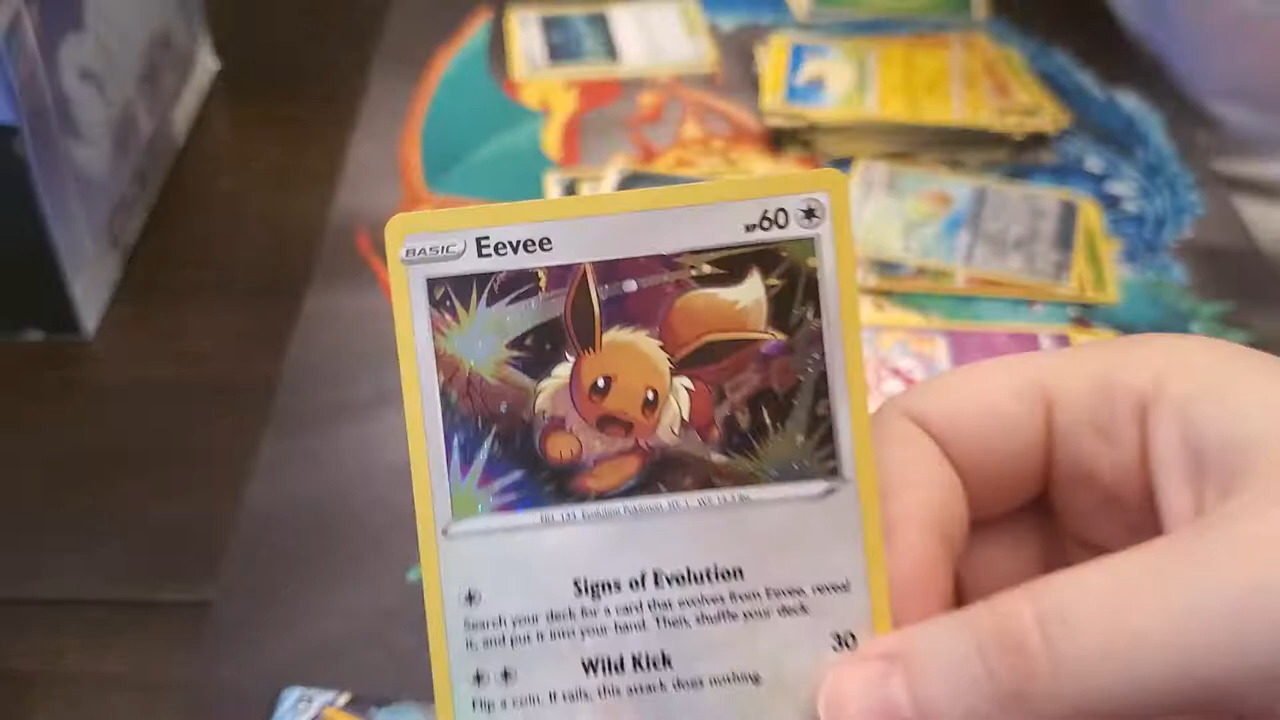 BASIC Eevee HP60
Signs of Evolution
Search your deck for a card that evolves from Eevee, reveal
it, and put it into your hand. Then, shuffle your deck.
Wild Kick 30
Flip a coin. If tails, this attack does nothing.